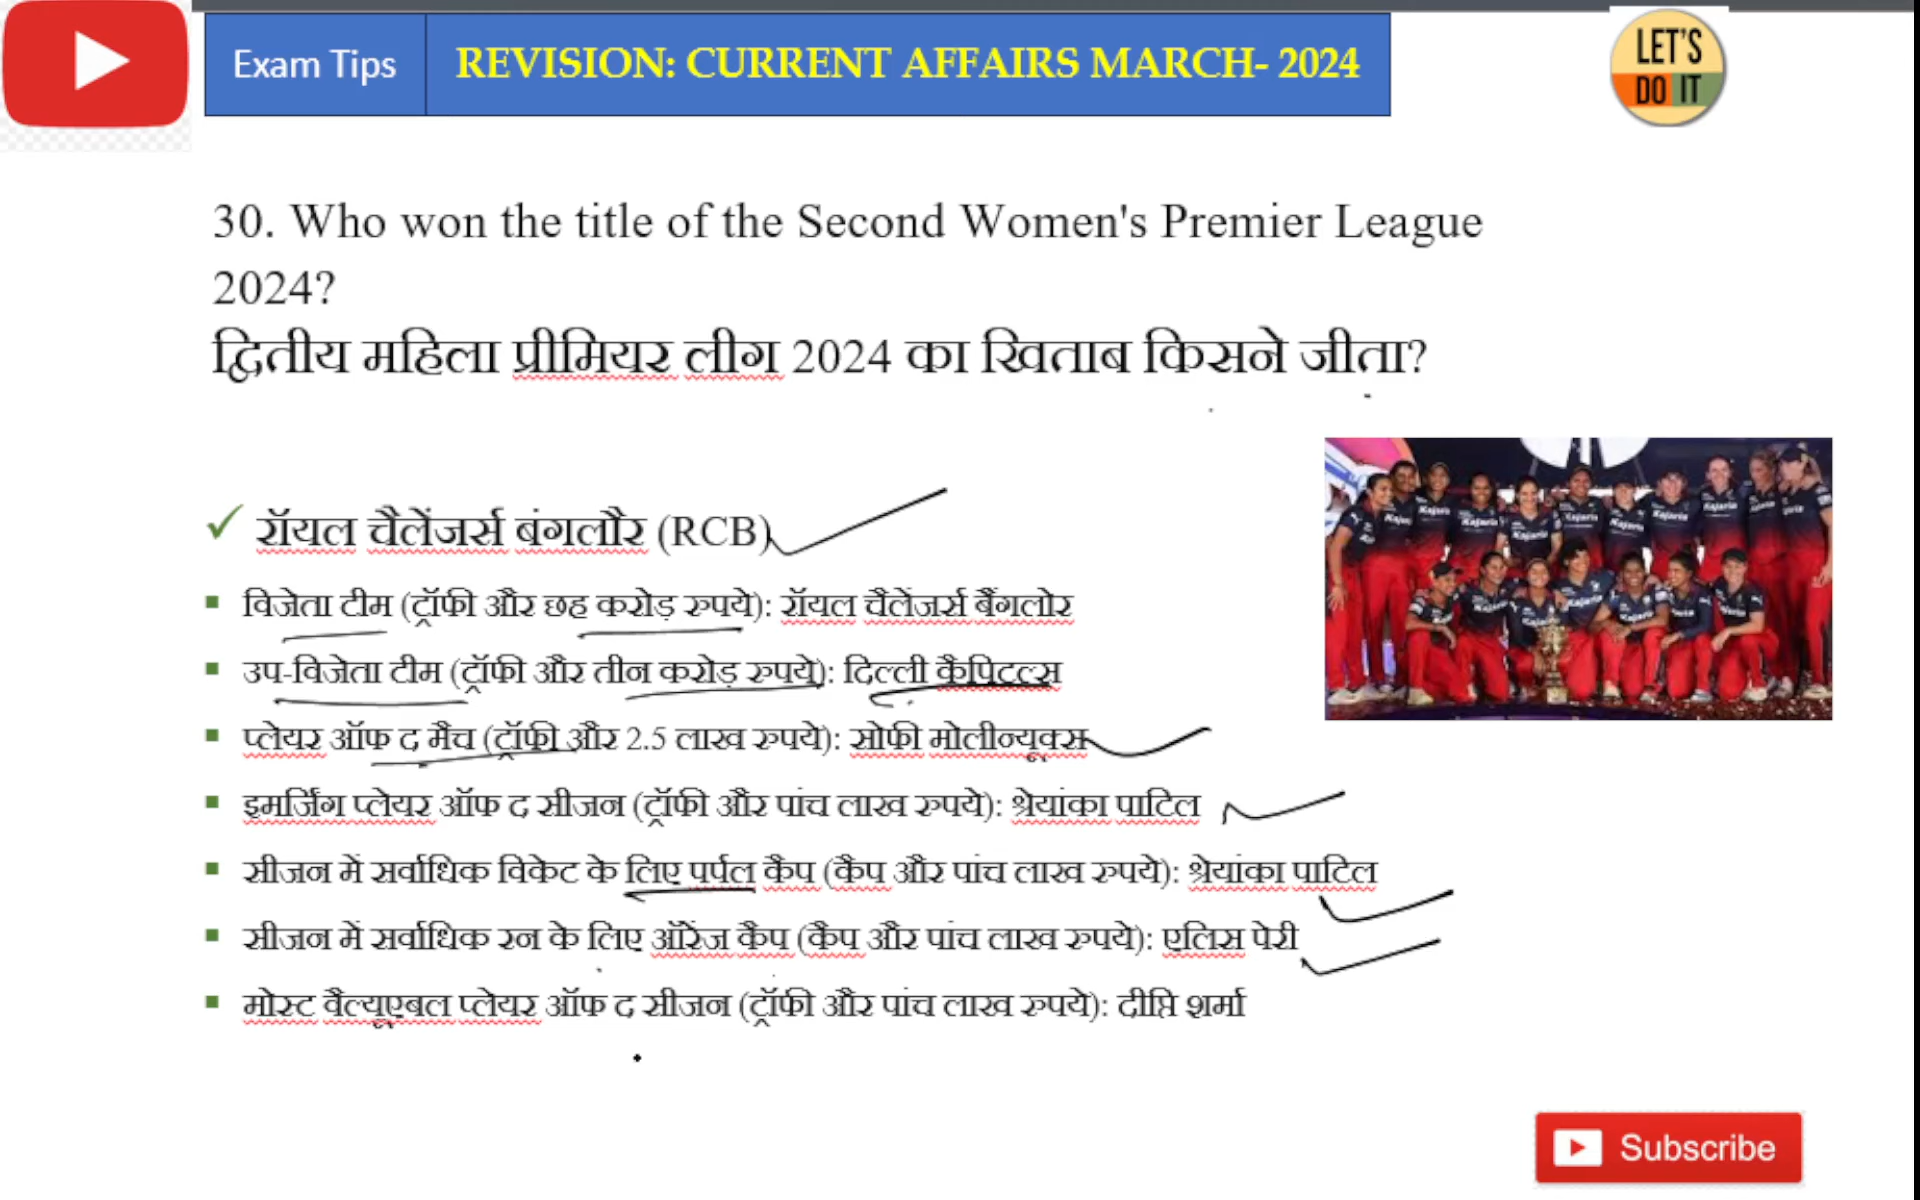 Exam Tips
REVISION: CURRENT AFFAIRS MARCH- 2024
LET'S
DO IT
30. Who won the title of the Second Women's Premier League
2024?
द्वितीय महिला प्रीमियर लीग 2024 का खिताब किसने जीता?
✓ रॉयल चैलेंजर्स बंगलौर (RCB)
▪ विजेता टीम (ट्रॉफी और छह करोड़ रुपये): रॉयल चैलेंजर्स बैंगलोर
▪ उप-विजेता टीम (ट्रॉफी और तीन करोड़ रुपये): दिल्ली कैपिटल्स
▪ प्लेयर ऑफ द मैच (ट्रॉफी और 2.5 लाख रुपये): सोफी मोलीन्यूक्स
▪ इमर्जिंग प्लेयर ऑफ द सीजन (ट्रॉफी और पांच लाख रुपये): श्रेयांका पाटिल
▪ सीजन में सर्वाधिक विकेट के लिए पर्पल कैप (कैप और पांच लाख रुपये): श्रेयांका पाटिल
▪ सीजन में सर्वाधिक रन के लिए ऑरेंज कैप (कैप और पांच लाख रुपये): एलिस पेरी
▪ मोस्ट वैल्यूएबल प्लेयर ऑफ द सीजन (ट्रॉफी और पांच लाख रुपये): दीप्ति शर्मा
Subscribe